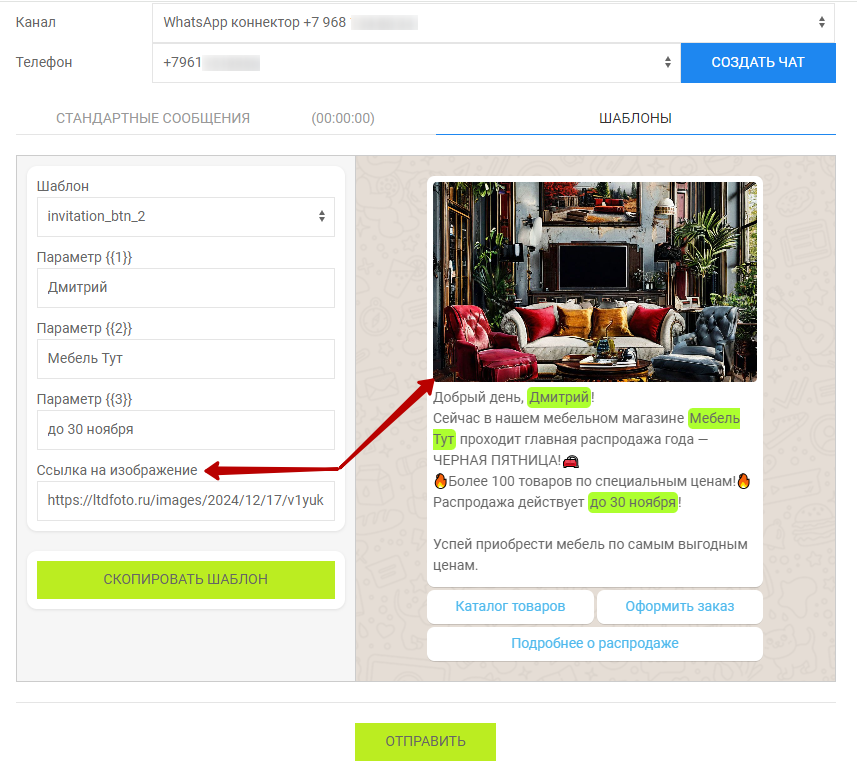 Канал
WhatsApp коннектор +7 968
Телефон
+7961
СОЗДАТЬ ЧАТ
СТАНДАРТНЫЕ СООБЩЕНИЯ (00:00:00)
ШАБЛОНЫ
Шаблон
invitation_btn_2
Параметр {{1}}
Дмитрий
Параметр {{2}}
Мебель Тут
Параметр {{3}}
до 30 ноября
Ссылка на изображение
https://ltdfoto.ru/images/2024/12/17/v1yuk
СКОПИРОВАТЬ ШАБЛОН
Добрый день, Дмитрий!
Сейчас в нашем мебельном магазине Мебель
Тут проходит главная распродажа года —
ЧЕРНАЯ ПЯТНИЦА!👜
🔥Более 100 товаров по специальным ценам!🔥
Распродажа действует до 30 ноября!
Успей приобрести мебель по самым выгодным
ценам.
Каталог товаров
Оформить заказ
Подробнее о распродаже
ОТПРАВИТЬ